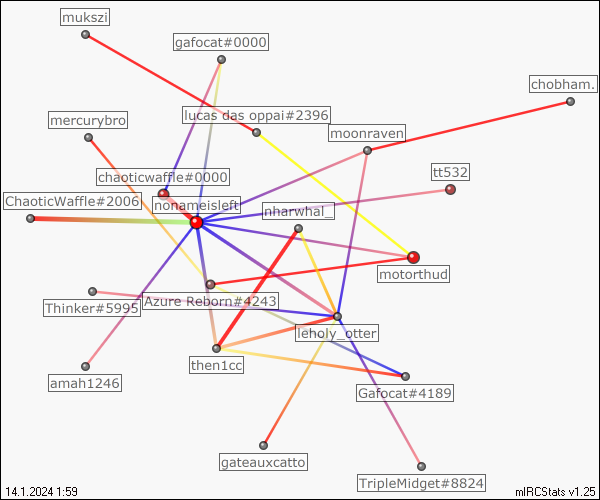 mukszi
gafocat#0000
chobham.
lucas das oppai#2396
mercurybro
moonraven
chaoticwaffle#0000
tt532
ChaoticWaffle#2006
nonameisleft
nharwhal_
motorthud
Azure Reborn#4243
Thinker#5995
leholy_otter
then1cc
amah1246
Gafocat#4189
gateauxcatto
TripleMidget#8824
14.1.2024 1:59
mIRCStats v1.25